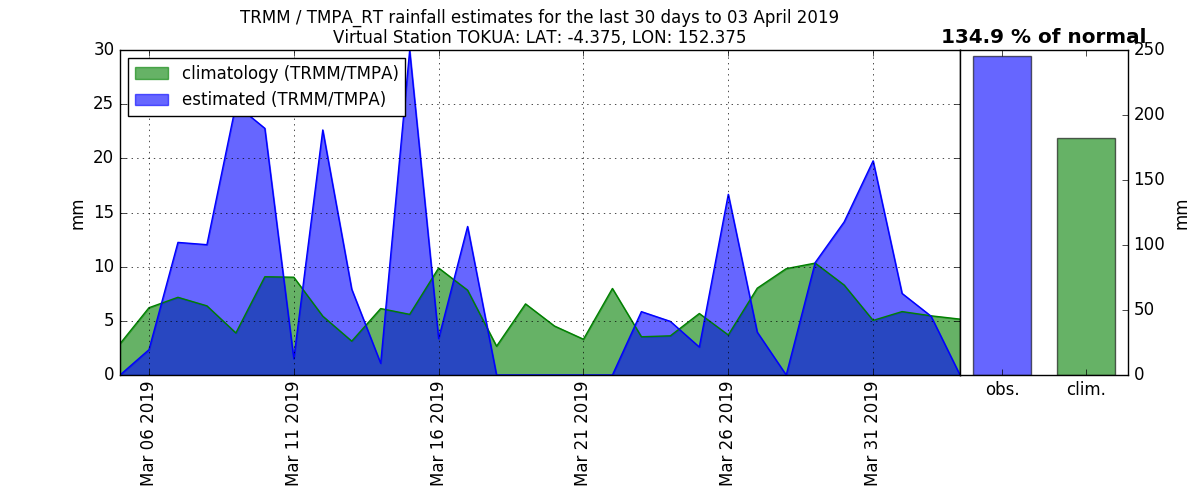 TRMM / TMPA_RT rainfall estimates for the last 30 days to 03 April 2019
Virtual Station TOKUA: LAT: -4.375, LON: 152.375
134.9 % of normal
climatology (TRMM/TMPA)
estimated (TRMM/TMPA)
30
25
20
15
10
5
0
mm
Mar 06 2019
Mar 11 2019
Mar 16 2019
Mar 21 2019
Mar 26 2019
Mar 31 2019
250
200
150
100
50
0
mm
obs.
clim.